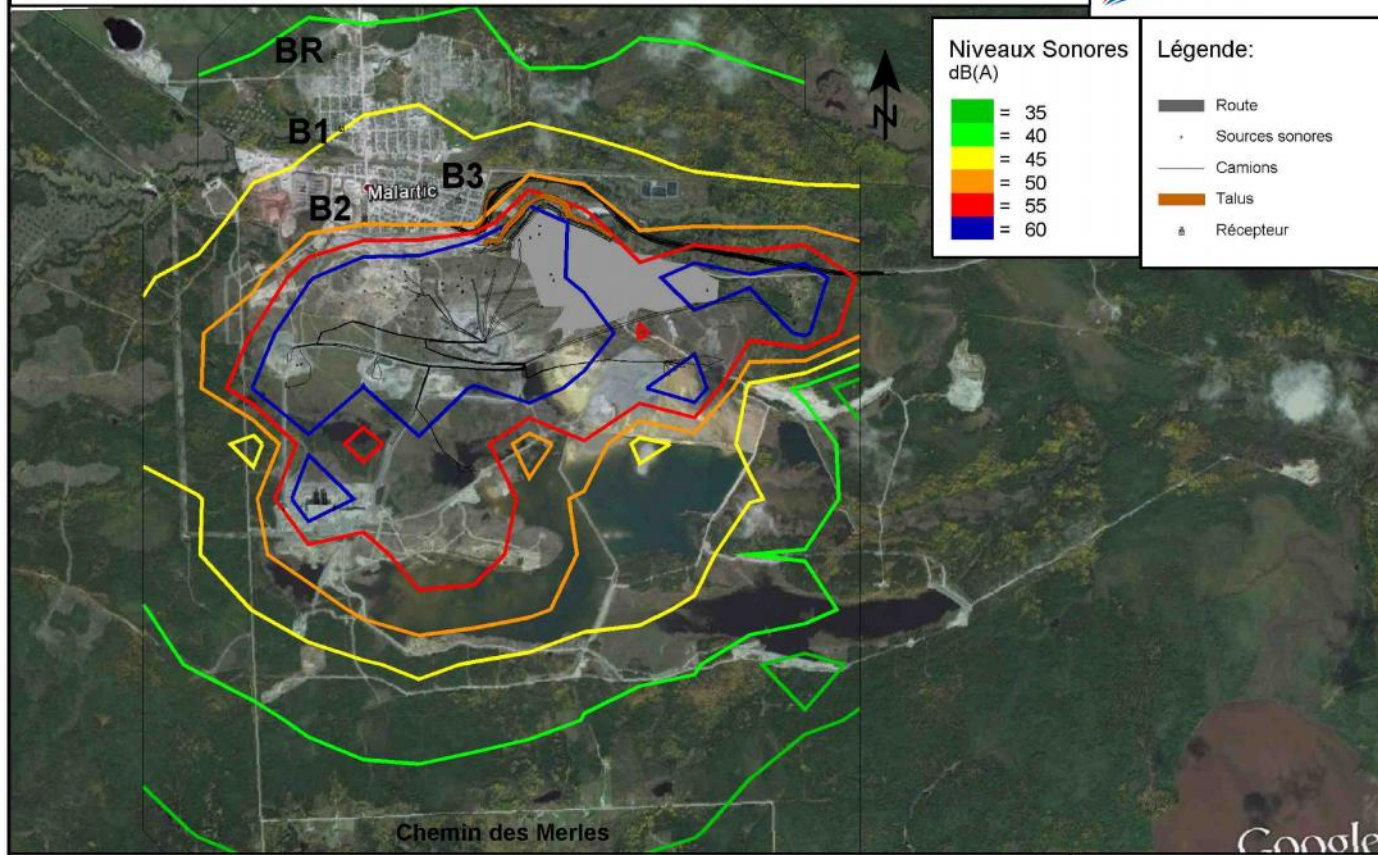 Niveaux Sonores
dB(A)
= 35
= 40
= 45
= 50
= 55
= 60
Légende:
Route
Sources sonores
Camions
Talus
Récepteur
N
BR
B1
B3
Malartic
B2
Chemin des Merles
Google